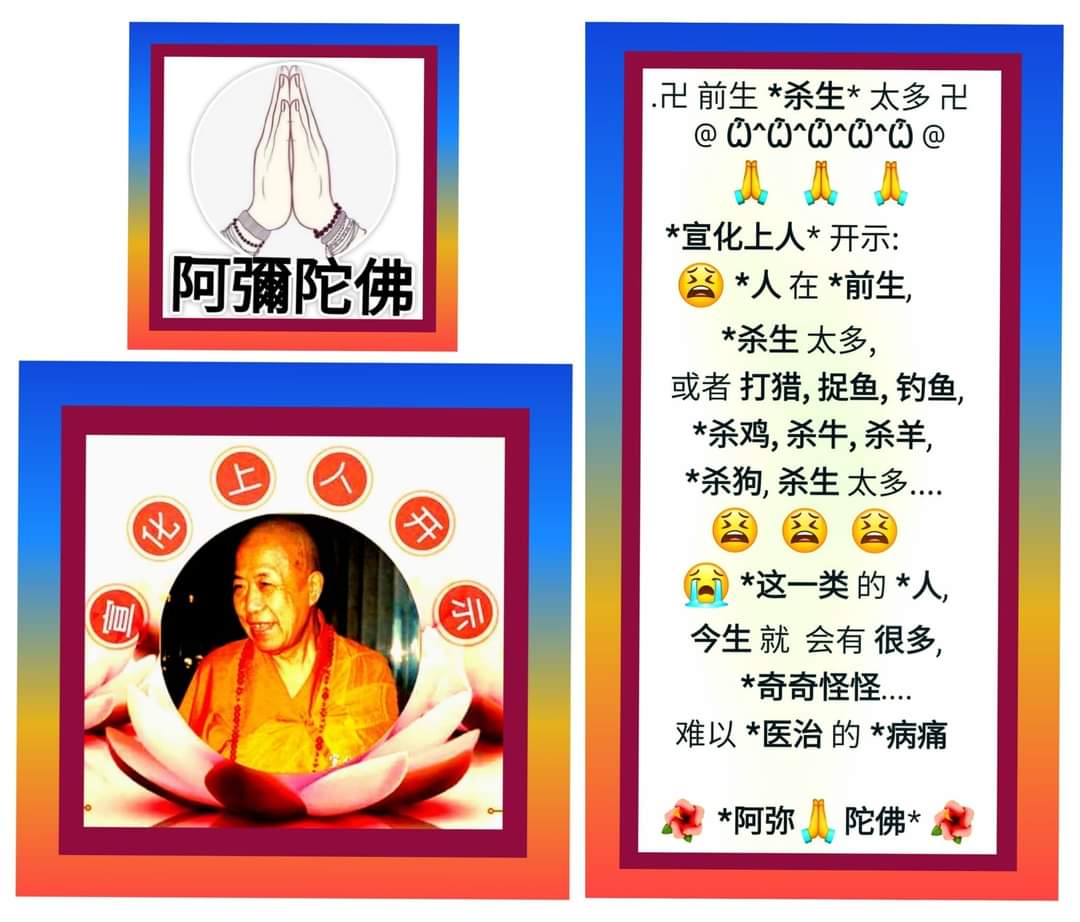 阿彌陀佛
宣化上人开示
.卍 前生 *杀生* 太多 卍
@ ѽ^ѽ^ѽ^ѽ^ѽ @
🙏 🙏 🙏
*宣化上人* 开示:
😫 *人 在 *前生,
*杀生 太多,
或者 打猎, 捉鱼, 钓鱼,
*杀鸡, 杀牛, 杀羊,
*杀狗, 杀生 太多....
😫 😫 😫
😭 *这一类 的 *人,
今生 就 会有 很多,
*奇奇怪怪....
难以 *医治 的 *病痛
🌺 *阿弥🙏陀佛* 🌺